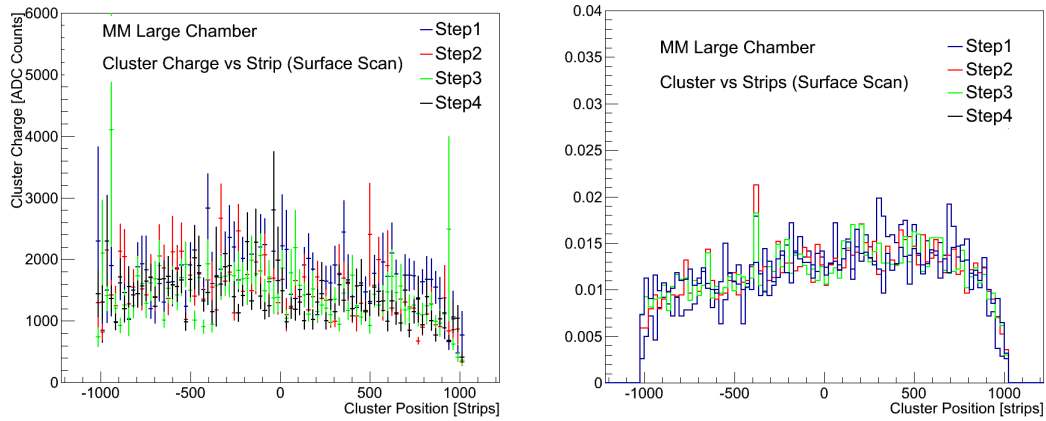 Cluster Charge [ADC Counts]
6000
5000
4000
3000
2000
1000
0
MM Large Chamber
Cluster Charge vs Strip (Surface Scan)
Step1
Step2
Step3
Step4
-1000
-500
0
500
1000
Cluster Position [Strips]
0.04
0.035
0.03
0.025
0.02
0.015
0.01
0.005
0
MM Large Chamber
Cluster vs Strips (Surface Scan)
Step1
Step2
Step3
Step4
-1000
-500
0
500
1000
Cluster Position [strips]